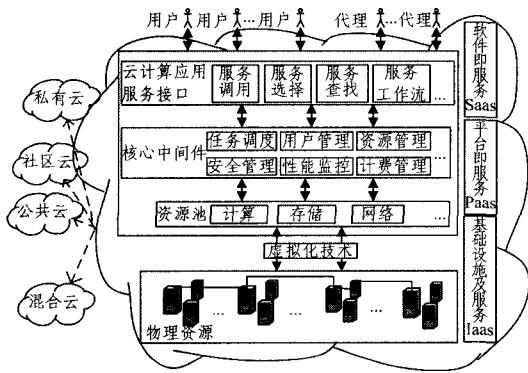 用户 用户...用户 代理 ...代理
云计算应用
服务接口
服务
调用
服务
选择
服务
查找
服务
工作流
...
核心中间件
任务调度 用户管理 资源管理
安全管理 性能监控 计费管理
...
资源池 计算 存储 网络 ...
虚拟化技术
... ... ...
物理资源
私有云
社区云
公共云
混合云
软件即服务
Saas
平台即服务
Paas
基础设施及服务
Iaas